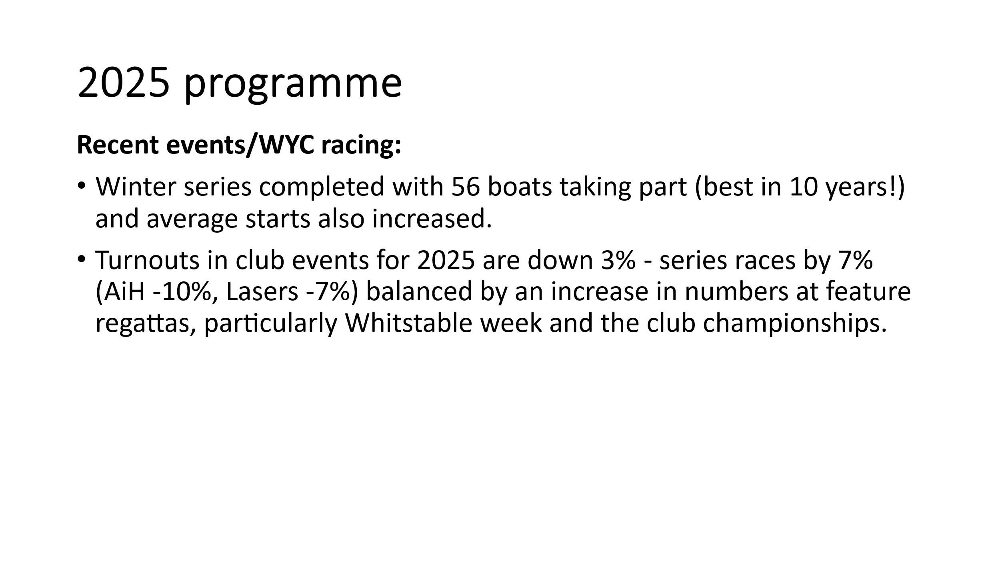 2025 programme
Recent events/WYC racing:
• Winter series completed with 56 boats taking part (best in 10 years!)
and average starts also increased.
• Turnouts in club events for 2025 are down 3% - series races by 7%
(AiH -10%, Lasers -7%) balanced by an increase in numbers at feature
regattas, particularly Whitstable week and the club championships.